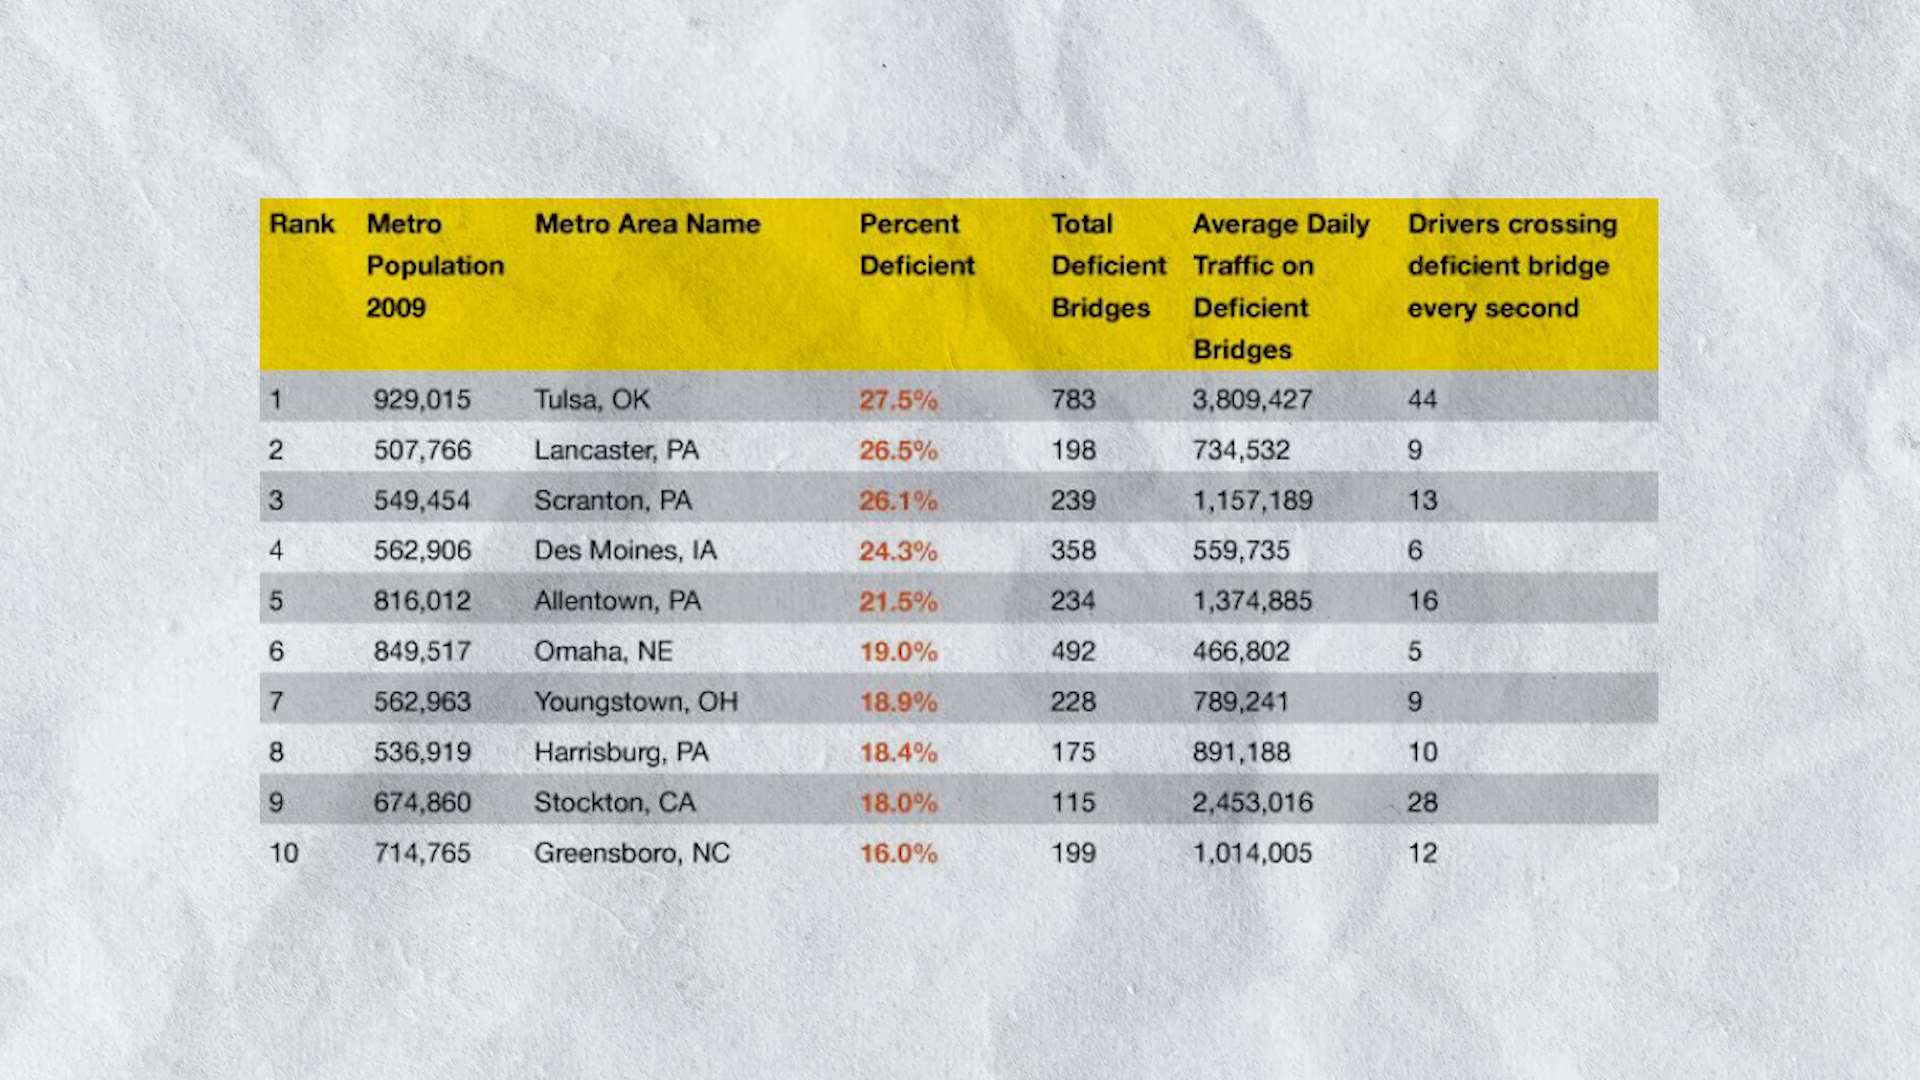 Rank Metro Metro Area Name Percent Total Average Daily Drivers crossing
Population Deficient Deficient Traffic on deficient bridge
2009 Bridges Deficient every second
Bridges
1 929,015 Tulsa, OK 27.5% 783 3,809,427 44
2 507,766 Lancaster, PA 26.5% 198 734,532 9
3 549,454 Scranton, PA 26.1% 239 1,157,189 13
4 562,906 Des Moines, IA 24.3% 358 559,735 6
5 816,012 Allentown, PA 21.5% 234 1,374,885 16
6 849,517 Omaha, NE 19.0% 492 466,802 5
7 562,963 Youngstown, OH 18.9% 228 789,241 9
8 536,919 Harrisburg, PA 18.4% 175 891,188 10
9 674,860 Stockton, CA 18.0% 115 2,453,016 28
10 714,765 Greensboro, NC 16.0% 199 1,014,005 12